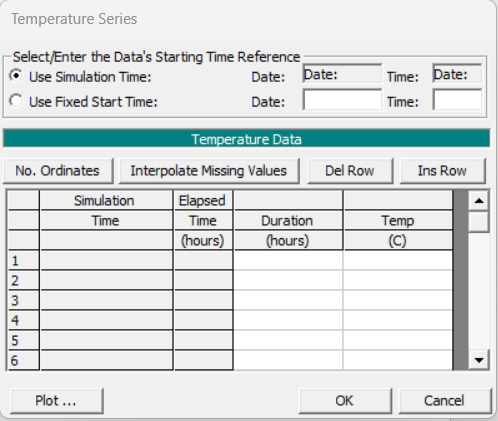 Temperature Series
Select/Enter the Data's Starting Time Reference
Use Simulation Time: Date: Date: Time: Date:
Use Fixed Start Time: Date: Time:
Temperature Data
No. Ordinates Interpolate Missing Values Del Row Ins Row
Simulation Elapsed
Time Time Duration Temp
(hours) (hours) (C)
1
2
3
4
5
6
Plot ... OK Cancel